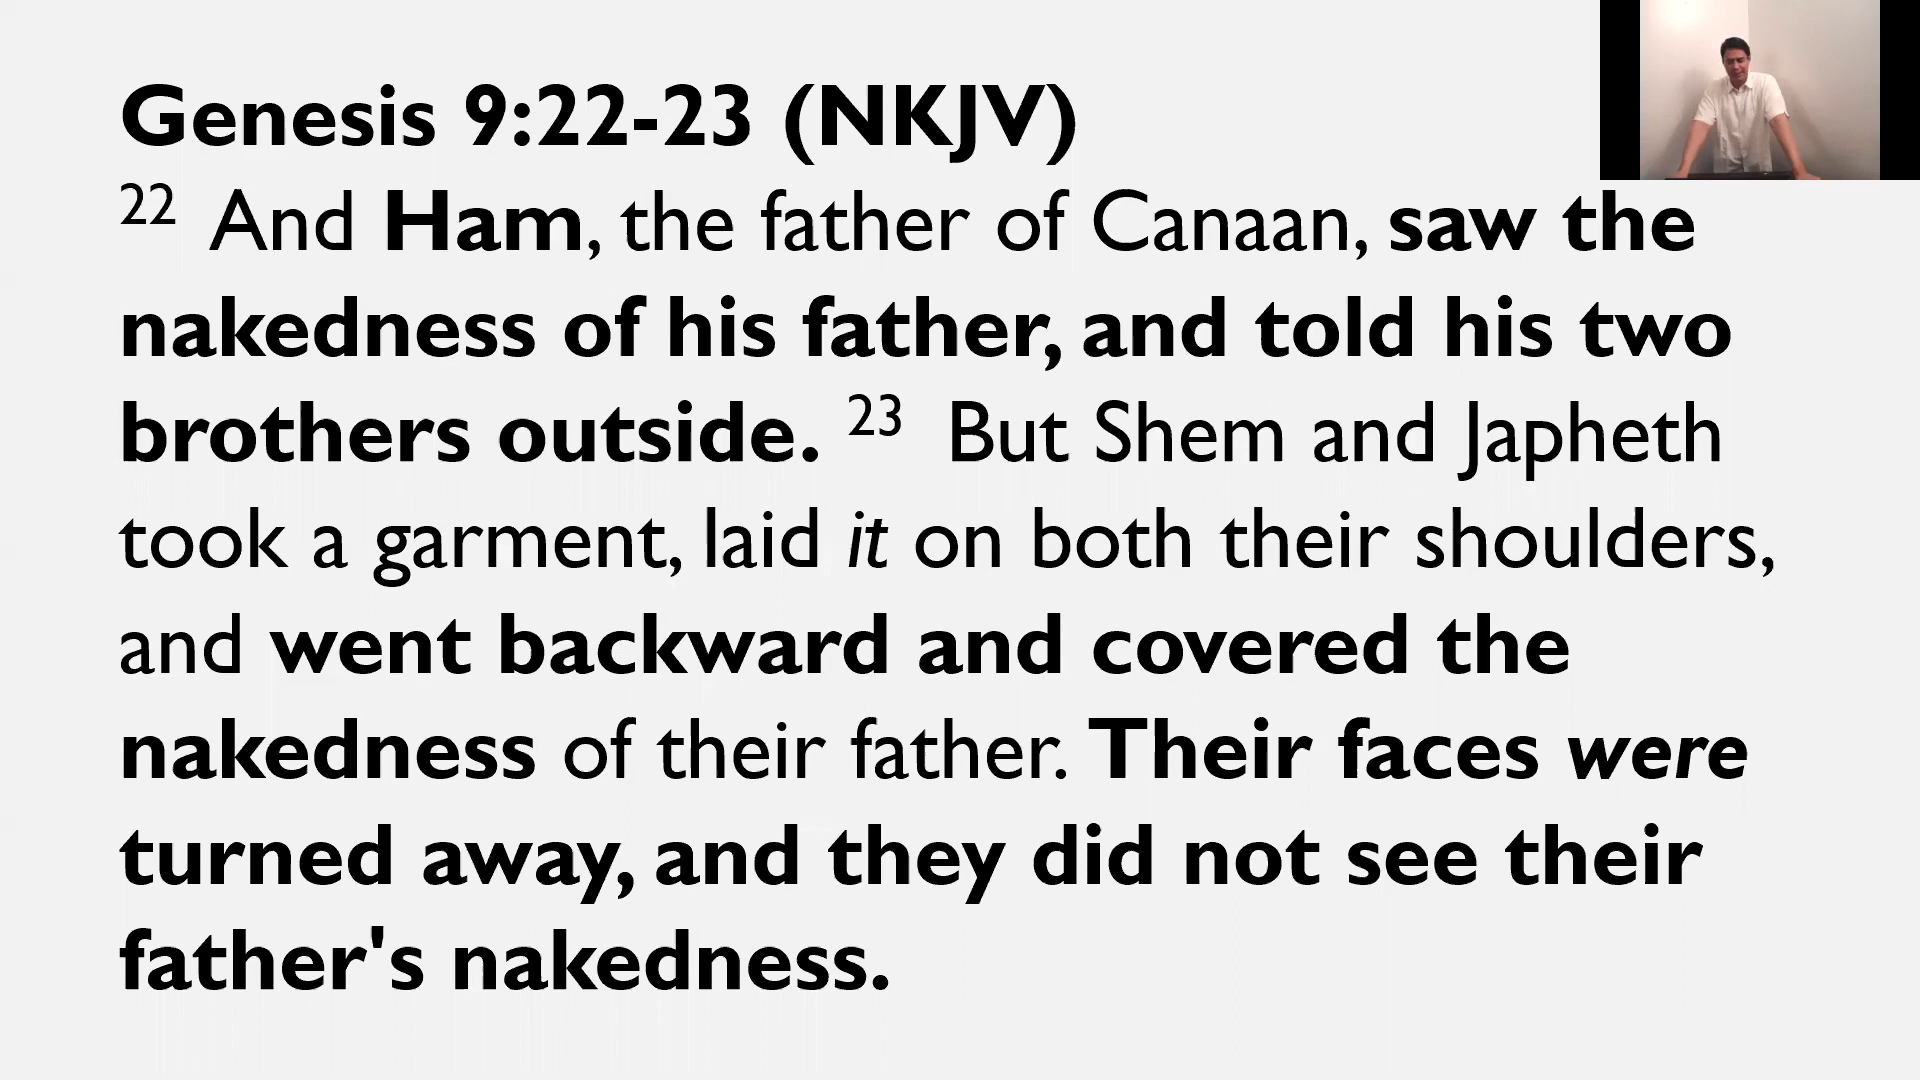 Genesis 9:22-23 (NKJV)
22 And Ham, the father of Canaan, saw the
nakedness of his father, and told his two
brothers outside. 23 But Shem and Japheth
took a garment, laid it on both their shoulders,
and went backward and covered the
nakedness of their father. Their faces were
turned away, and they did not see their
father's nakedness.